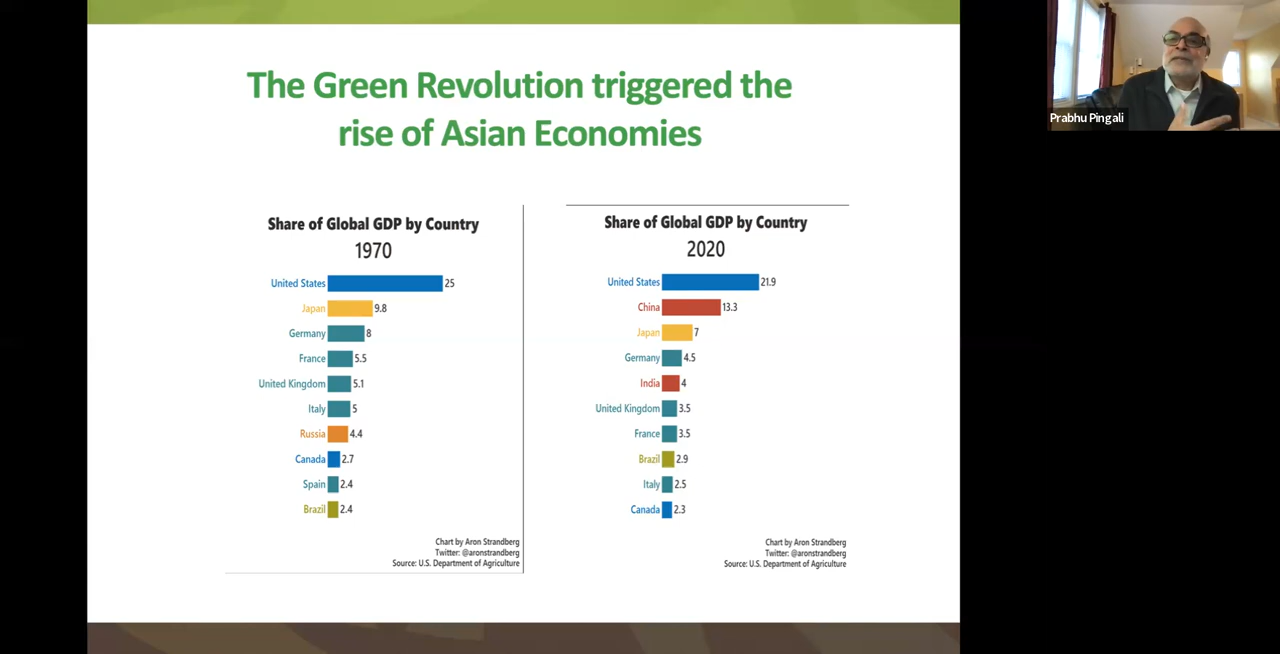 The Green Revolution triggered the
rise of Asian Economies
Share of Global GDP by Country
1970
United States 25
Japan 9.8
Germany 8
France 5.5
United Kingdom 5.1
Italy 5
Russia 4.4
Canada 2.7
Spain 2.4
Brazil 2.4
Chart by Aron Strandberg
Twitter: @aronstrandberg
Source: U.S. Department of Agriculture
Share of Global GDP by Country
2020
United States 21.9
China 13.3
Japan 7
Germany 4.5
India 4
United Kingdom 3.5
France 3.5
Brazil 2.9
Italy 2.5
Canada 2.3
Chart by Aron Strandberg
Twitter: @aronstrandberg
Source: U.S. Department of Agriculture
Prabhu Pingali